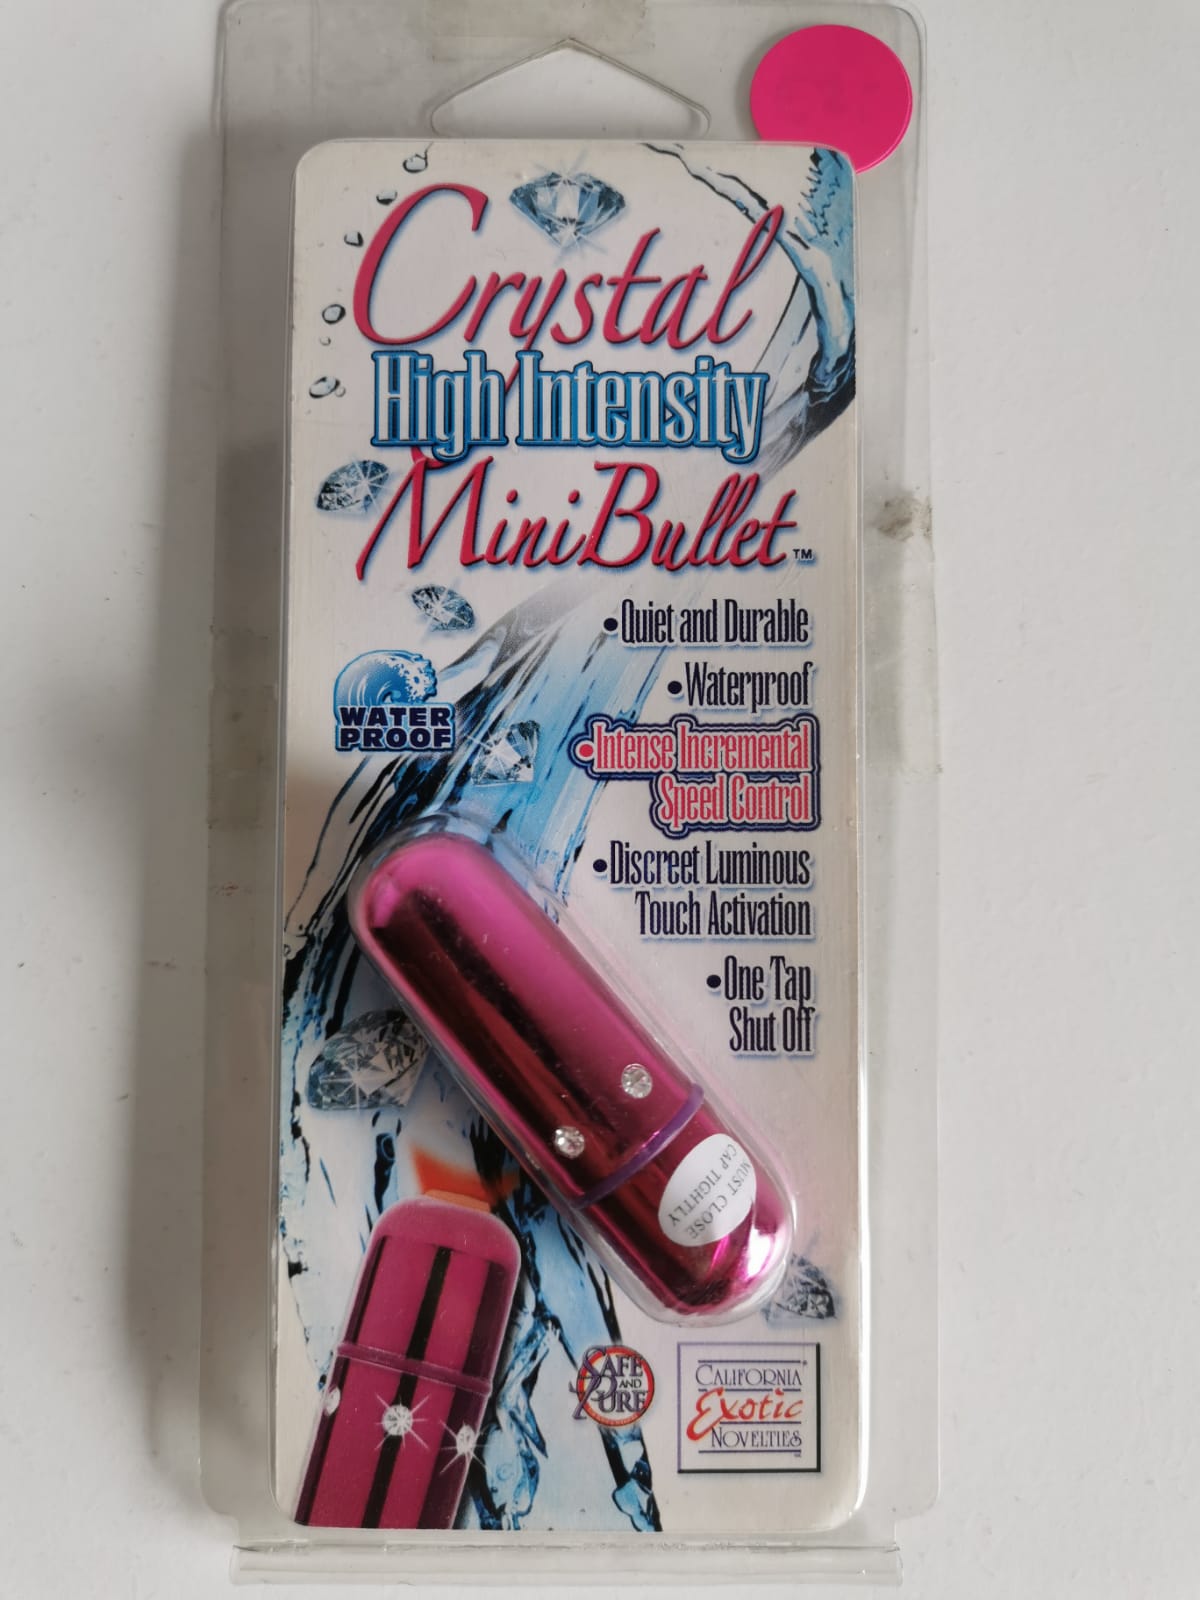 Crystal
High Intensity
Mini Bullet™
•Quiet and Durable
•Waterproof
WATER
PROOF
•Intense Incremental
Speed Control
•Discreet Luminous
Touch Activation
•One Tap
Shut Off
MUST CLOSE
CAP TIGHTLY
SAFE
AND
PURE
CALIFORNIA
Exotic
NOVELTIES